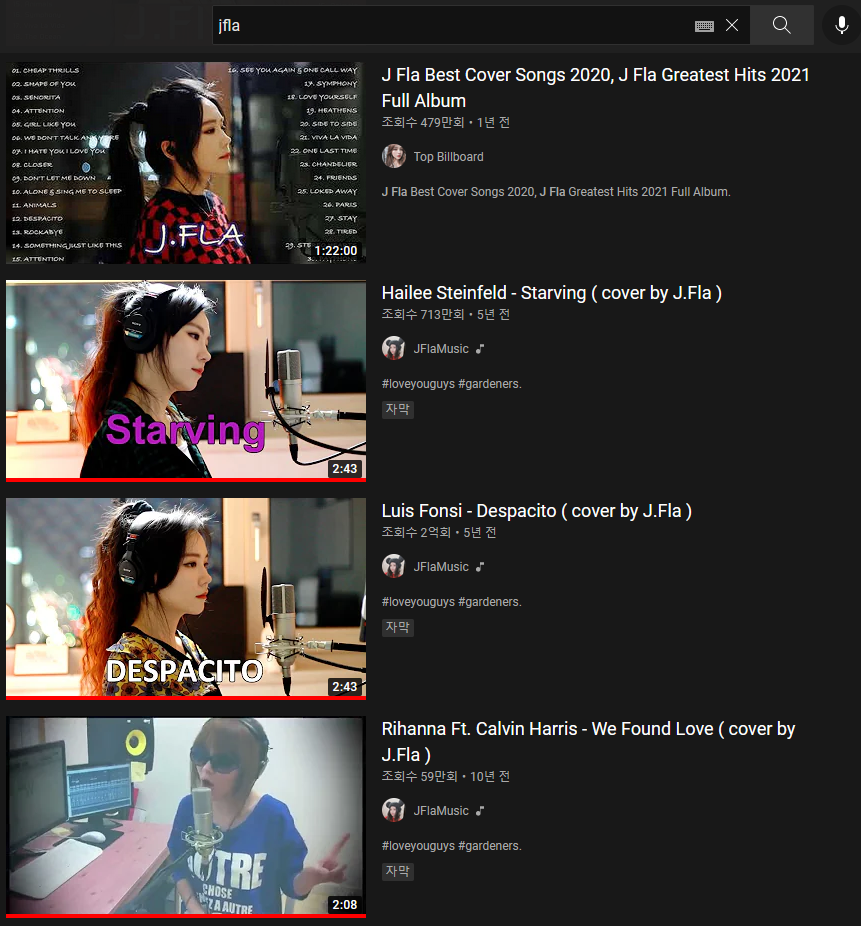 jfla
01. CHEAP THRILLS
02. SHAPE OF YOU
03. SENORITA
04. ATTENTION
05. GIRL LIKE YOU
06. WE DON'T TALK ANYMORE
07. I HATE YOU I LOVE YOU
08. CLOSER
09. DON'T LET ME DOWN
10. ALONE & SING ME TO SLEEP
11. ANIMALS
12. DESPACITO
13. ROCKABYE
14. SOMETHING JUST LIKE THIS
15. ATTENTION
16. SEE YOU AGAIN & ONE CALL WAY
17. SYMPHONY
18. LOVE YOURSELF
19. HEATHENS
20. SIDE TO SIDE
21. VIVA LA VIDA
22. ONE LAST TIME
23. CHANDELIER
24. FRIENDS
25. LOKED AWAY
26. PARIS
27. STAY
28. TIRED
29. STE
J.FLA
1:22:00
J Fla Best Cover Songs 2020, J Fla Greatest Hits 2021
Full Album
조회수 479만회 • 1년 전
Top Billboard
J Fla Best Cover Songs 2020, J Fla Greatest Hits 2021 Full Album.
Starving
2:43
Hailee Steinfeld - Starving ( cover by J.Fla )
조회수 713만회 • 5년 전
JFlaMusic
#loveyouguys #gardeners.
자막
DESPACITO
2:43
Luis Fonsi - Despacito ( cover by J.Fla )
조회수 2억회 • 5년 전
JFlaMusic
#loveyouguys #gardeners.
자막
AUTRE
CHOSE
Z A AUTRE
2:08
Rihanna Ft. Calvin Harris - We Found Love ( cover by
J.Fla )
조회수 59만회 • 10년 전
JFlaMusic
#loveyouguys #gardeners.
자막